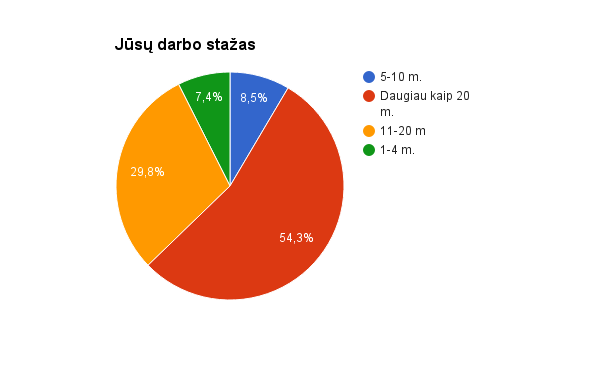 Jūsų darbo stažas
5-10 m.
Daugiau kaip 20
m.
11-20 m
1-4 m.
7,4%
8,5%
29,8%
54,3%